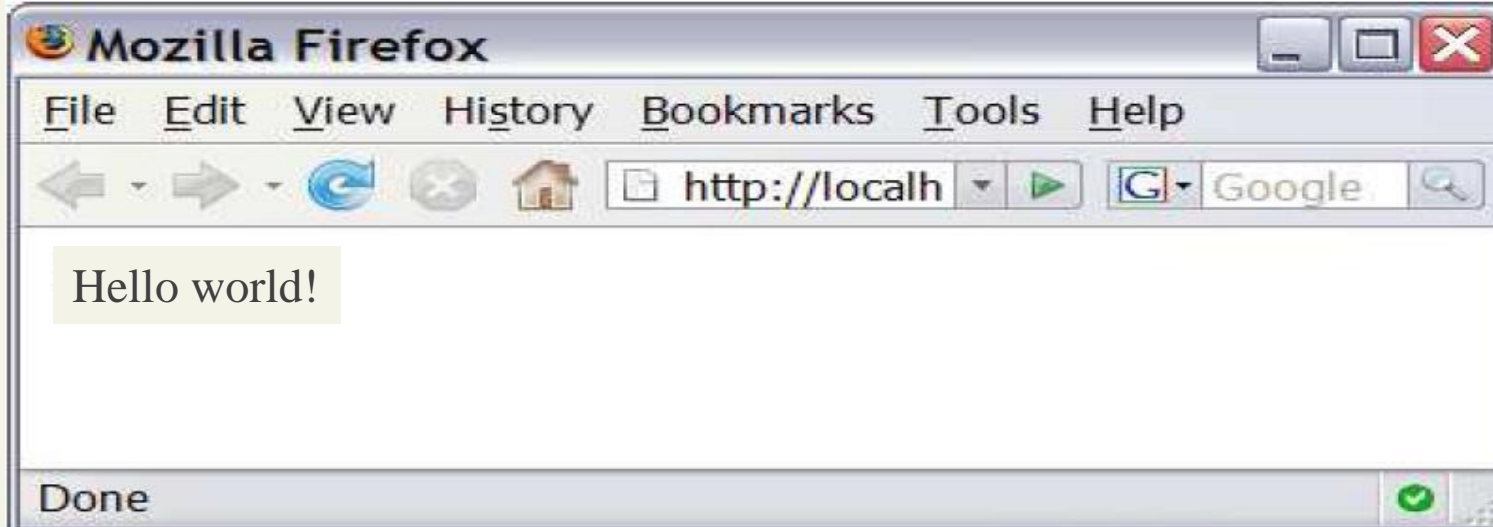 Mozilla Firefox
File Edit View History Bookmarks Tools Help
http://localh G Google
Hello world!
Done